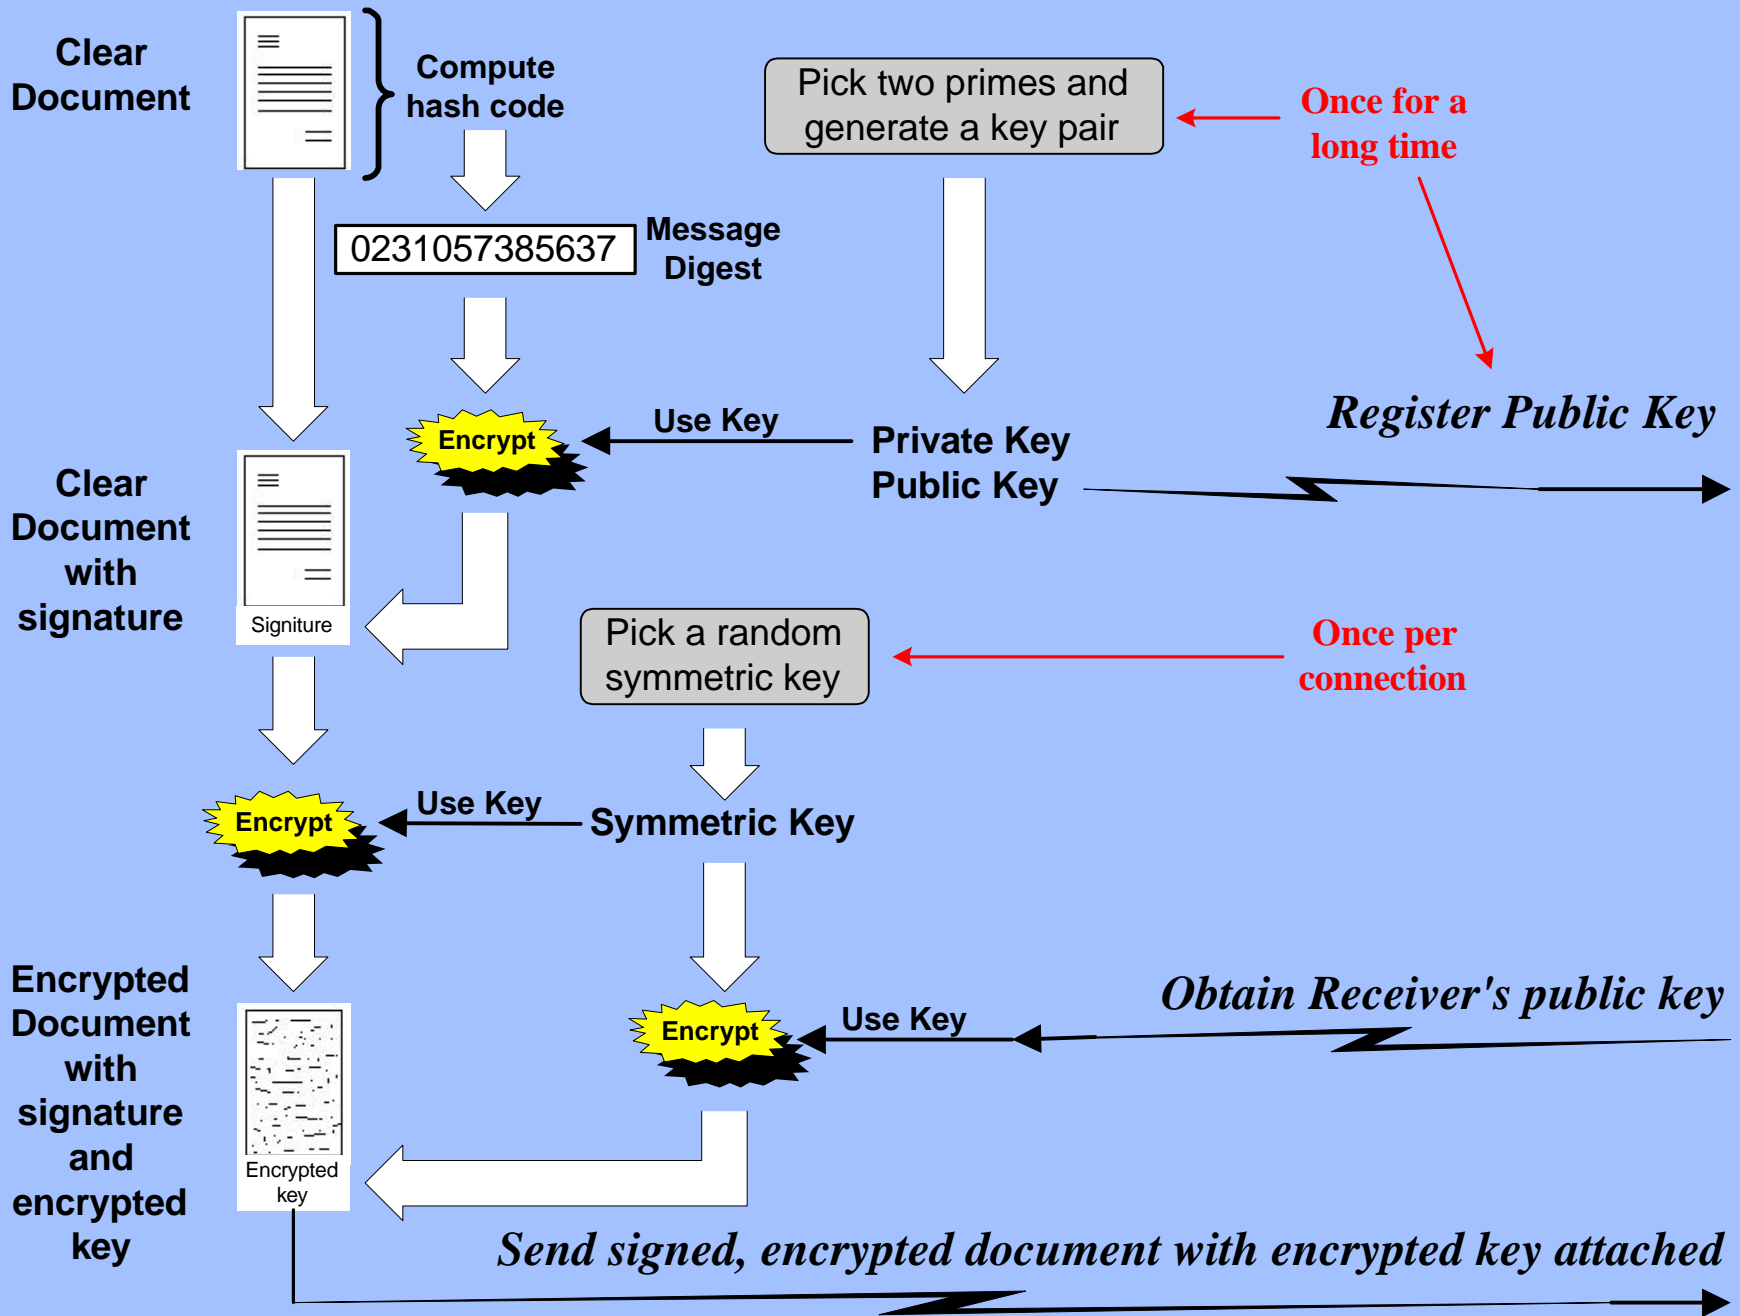 Clear
Document
Compute
hash code
Pick two primes and
generate a key pair
Once for a
long time
0231057385637
Message
Digest
Register Public Key
Encrypt
Use Key
Private Key
Public Key
Clear
Document
with
signature
Signiture
Pick a random
symmetric key
Once per
connection
Encrypt
Use Key
Symmetric Key
Encrypted
Document
with
signature
and
encrypted
key
Encrypted
key
Encrypt
Use Key
Obtain Receiver's public key
Send signed, encrypted document with encrypted key attached